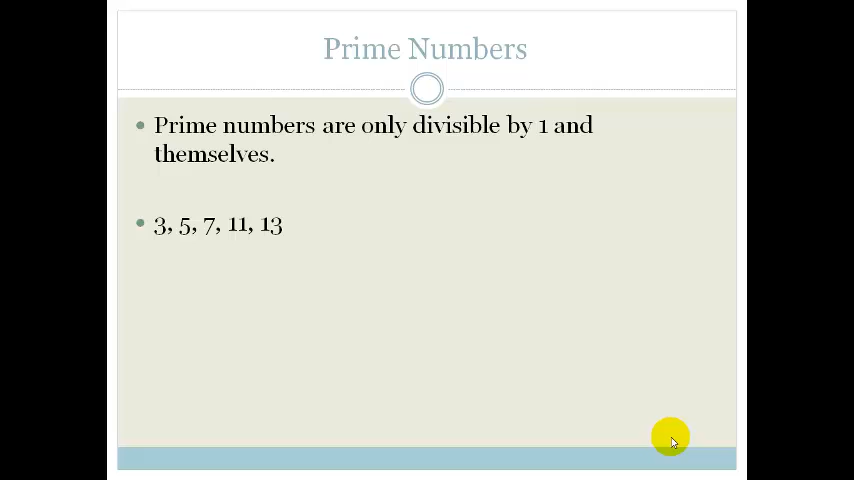 Prime Numbers
Prime numbers are only divisible by 1 and
themselves.
3, 5, 7, 11, 13